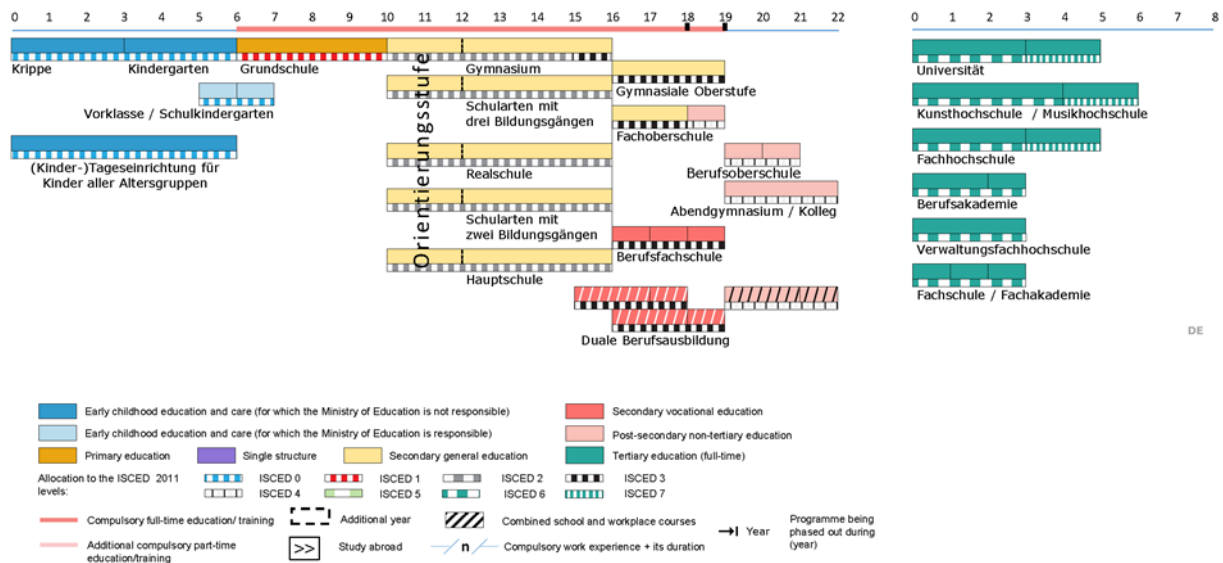 0 1 2 3 4 5 6 7 8 9 10 11 12 13 14 15 16 17 18 19 20 21 22
0 1 2 3 4 5 6 7 8
Krippe Kindergarten Grundschule Gymnasium
Vorklasse / Schulkindergarten
(Kinder-)Tageseinrichtung für
Kinder aller Altersgruppen
Orientierungsstufe
Schularten mit
drei Bildungsgängen
Realschule
Schularten mit
zwei Bildungsgängen
Hauptschule
Gymnasiale Oberstufe
Fachoberschule
Berufsoberschule
Abendgymnasium / Kolleg
Berufsfachschule
Duale Berufsausbildung
Universität
Kunsthochschule / Musikhochschule
Fachhochschule
Berufsakademie
Verwaltungsfachhochschule
Fachschule / Fachakademie
DE
Early childhood education and care (for which the Ministry of Education is not responsible)
Secondary vocational education
Early childhood education and care (for which the Ministry of Education is responsible)
Post-secondary non-tertiary education
Primary education Single structure Secondary general education Tertiary education (full-time)
Allocation to the ISCED 2011
levels:
ISCED 0 ISCED 1 ISCED 2 ISCED 3
ISCED 4 ISCED 5 ISCED 6 ISCED 7
Compulsory full-time education/ training
Additional year
Combined school and workplace courses
Year
Programme being
phased out during
(year)
Additional compulsory part-time
education/training
>> Study abroad
n Compulsory work experience + its duration